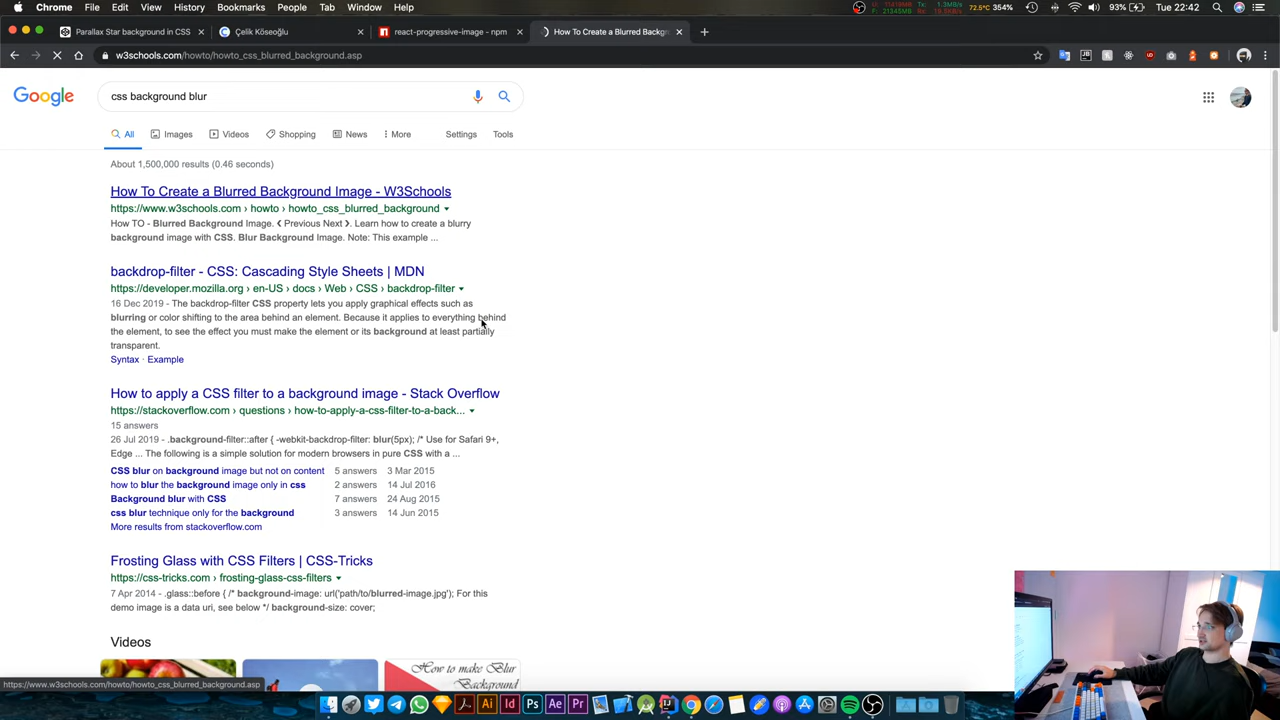 Chrome File Edit View History Bookmarks People Tab Window Help 72.5°C 354% 93% Tue 22:42
Parallax Star background in CSS Çelik Köseoğlu react-progressive-image - npm How To Create a Blurred Backg
w3schools.com/howto/howto_css_blurred_background.asp
Google css background blur
All Images Videos Shopping News More Settings Tools
About 1,500,000 results (0.46 seconds)
How To Create a Blurred Background Image - W3Schools
https://www.w3schools.com › howto › howto_css_blurred_background
How TO - Blurred Background Image. ❮ Previous Next ❯. Learn how to create a blurry
background image with CSS. Blur Background Image. Note: This example ...
backdrop-filter - CSS: Cascading Style Sheets | MDN
https://developer.mozilla.org › en-US › docs › Web › CSS › backdrop-filter
16 Dec 2019 - The backdrop-filter CSS property lets you apply graphical effects such as
blurring or color shifting to the area behind an element. Because it applies to everything behind
the element, to see the effect you must make the element or its background at least partially
transparent.
Syntax · Example
How to apply a CSS filter to a background image - Stack Overflow
https://stackoverflow.com › questions › how-to-apply-a-css-filter-to-a-back...
15 answers
26 Jul 2019 - .background-filter::after { -webkit-backdrop-filter: blur(5px); /* Use for Safari 9+,
Edge ... The following is a simple solution for modern browsers in pure CSS with a ...
CSS blur on background image but not on content 5 answers 3 Mar 2015
how to blur the background image only in css 2 answers 14 Jul 2016
Background blur with CSS 7 answers 24 Aug 2015
css blur technique only for the background 3 answers 14 Jun 2015
More results from stackoverflow.com
Frosting Glass with CSS Filters | CSS-Tricks
https://css-tricks.com › frosting-glass-css-filters
7 Apr 2014 - .glass::before { /* background-image: url('path/to/blurred-image.jpg'); For this
demo image is a data uri, see below */ background-size: cover;
Videos
How to make Blur
Background
https://www.w3schools.com/howto/howto_css_blurred_background.asp
Ai Id Ps Ae Pr